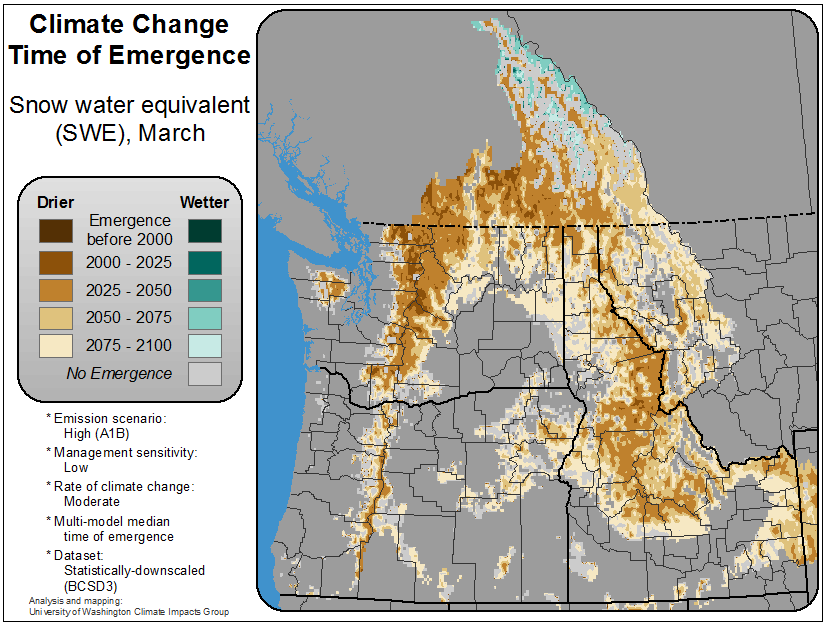 Climate Change
Time of Emergence
Snow water equivalent
(SWE), March
Drier Wetter
Emergence
before 2000
2000 - 2025
2025 - 2050
2050 - 2075
2075 - 2100
No Emergence
* Emission scenario:
High (A1B)
* Management sensitivity:
Low
* Rate of climate change:
Moderate
* Multi-model median
time of emergence
* Dataset:
Statistically-downscaled
(BCSD3)
Analysis and mapping:
University of Washington Climate Impacts Group